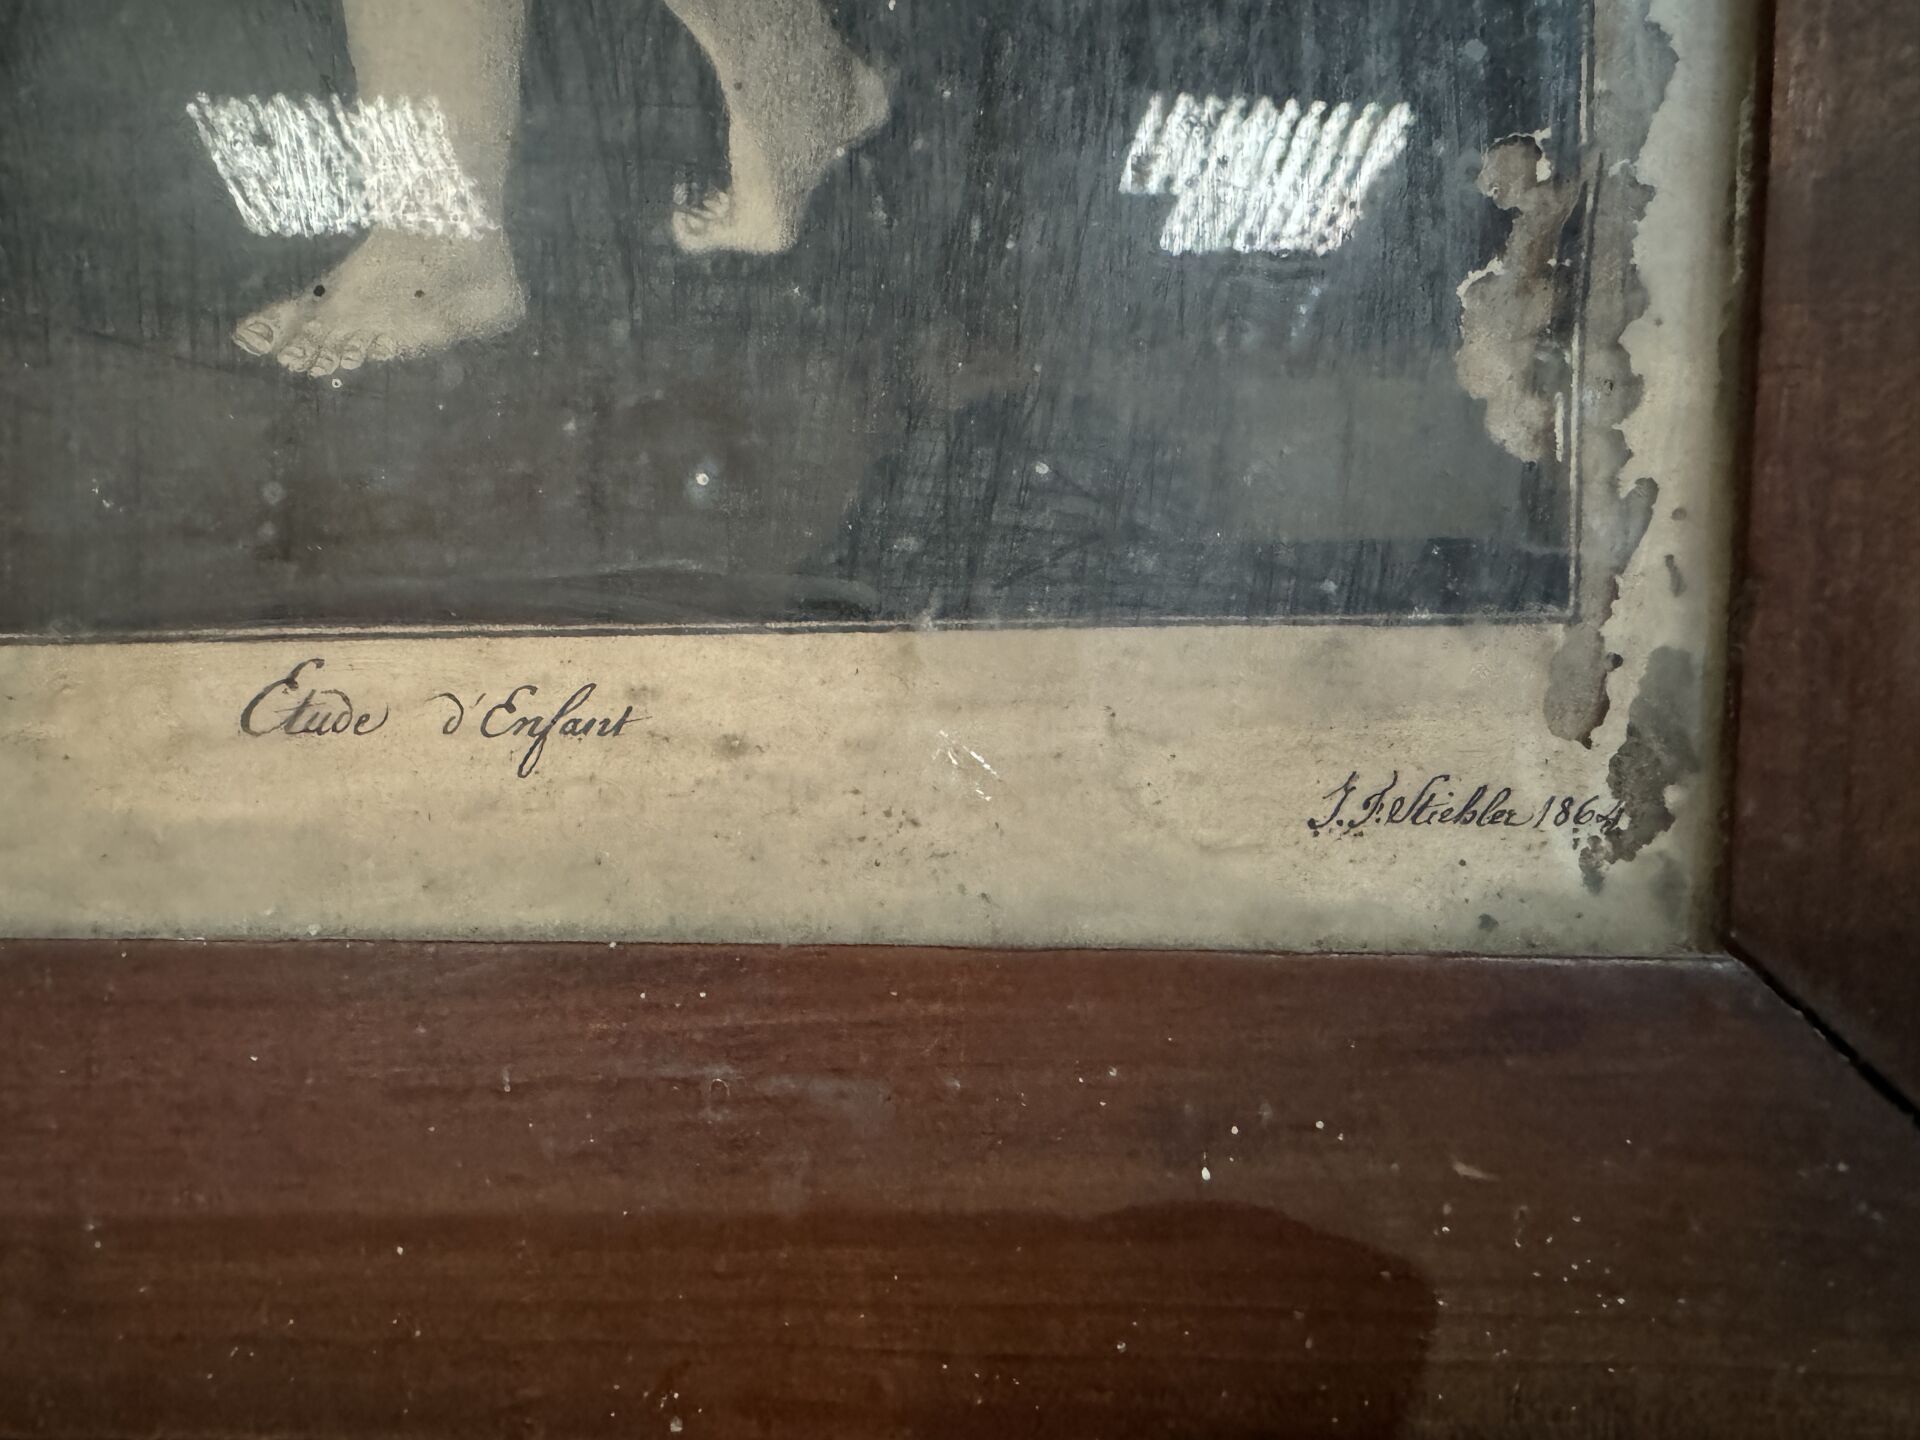 Etude d'Enfant
J. F. Stiebler 1864